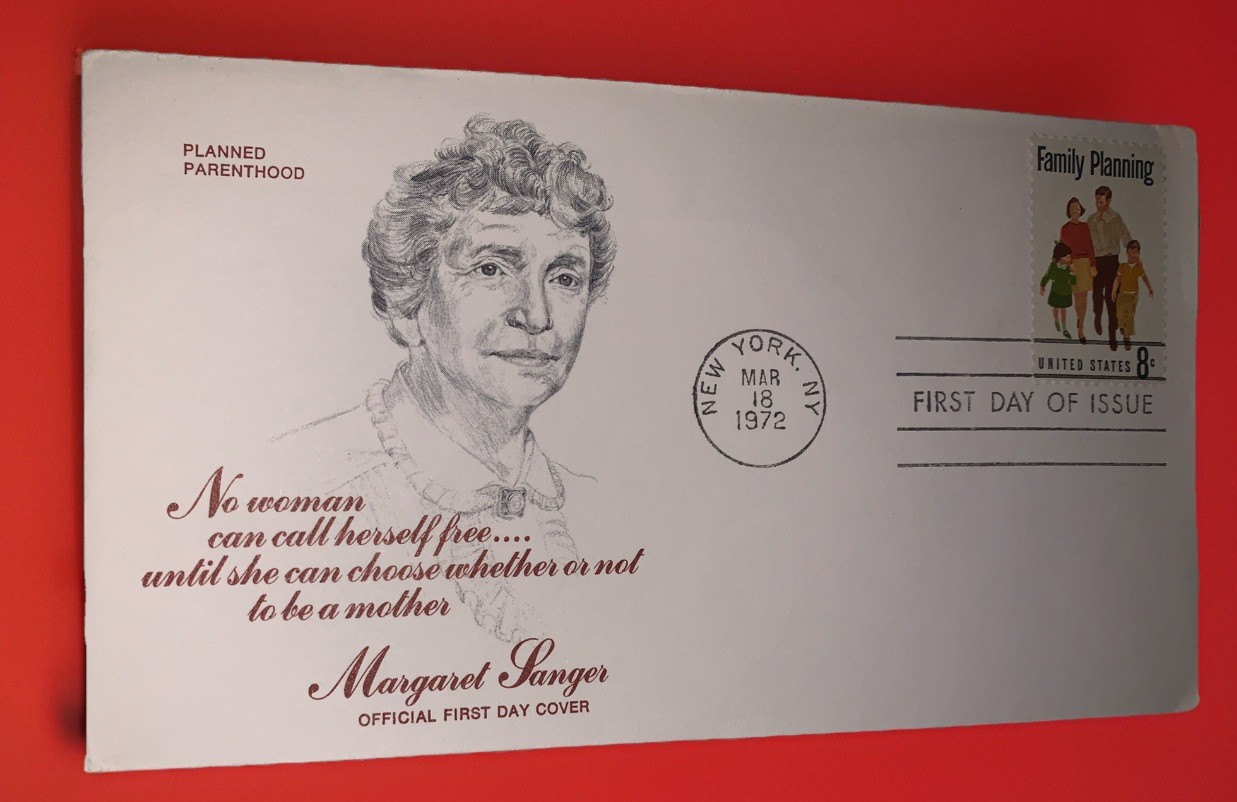 PLANNED
PARENTHOOD
No woman
can call herself free....
until she can choose whether or not
to be a mother
Margaret Sanger
OFFICIAL FIRST DAY COVER
NEW YORK, NY
MAR
18
1972
Family Planning
UNITED STATES 8c
FIRST DAY OF ISSUE